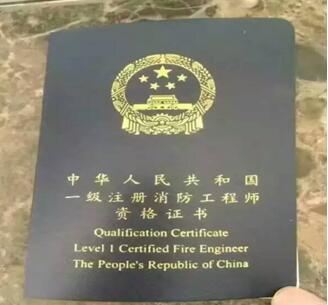 中华人民共和国
一级注册消防工程师
资格证书
Qualification Certificate
Level 1 Certified Fire Engineer
The People's Republic of China